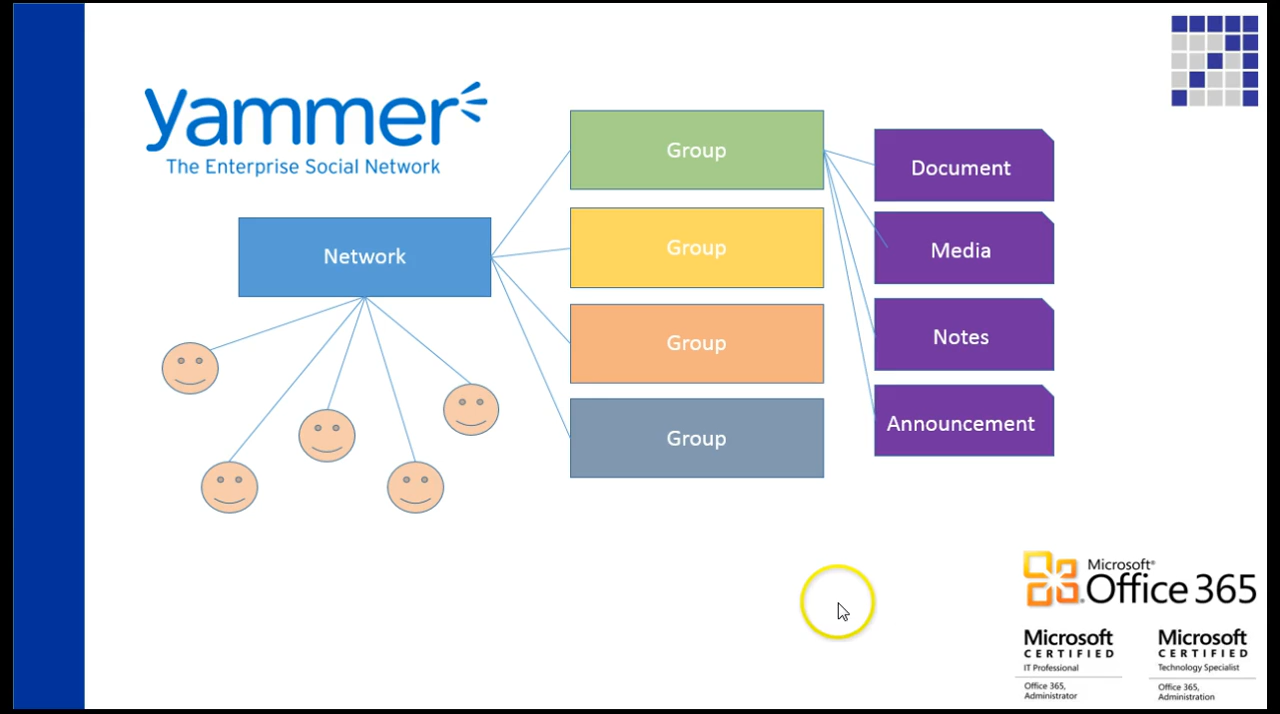 yammer
The Enterprise Social Network
Network
Group
Group
Group
Group
Document
Media
Notes
Announcement
Microsoft®
Office 365
Microsoft
CERTIFIED
IT Professional
Office 365,
Administrator
Microsoft
CERTIFIED
Technology Specialist
Office 365,
Administration